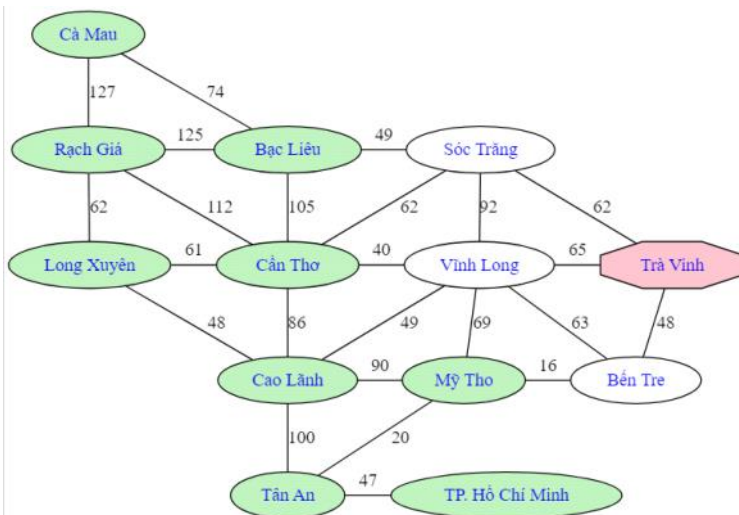 Cà Mau
127
74
Rạch Giá
125
Bạc Liêu
49
Sóc Trăng
62
112
105
62
92
62
Long Xuyên
61
Cần Thơ
40
Vĩnh Long
65
Trà Vinh
48
86
49
69
63
48
Cao Lãnh
90
Mỹ Tho
16
Bến Tre
100
20
Tân An
47
TP. Hồ Chí Minh